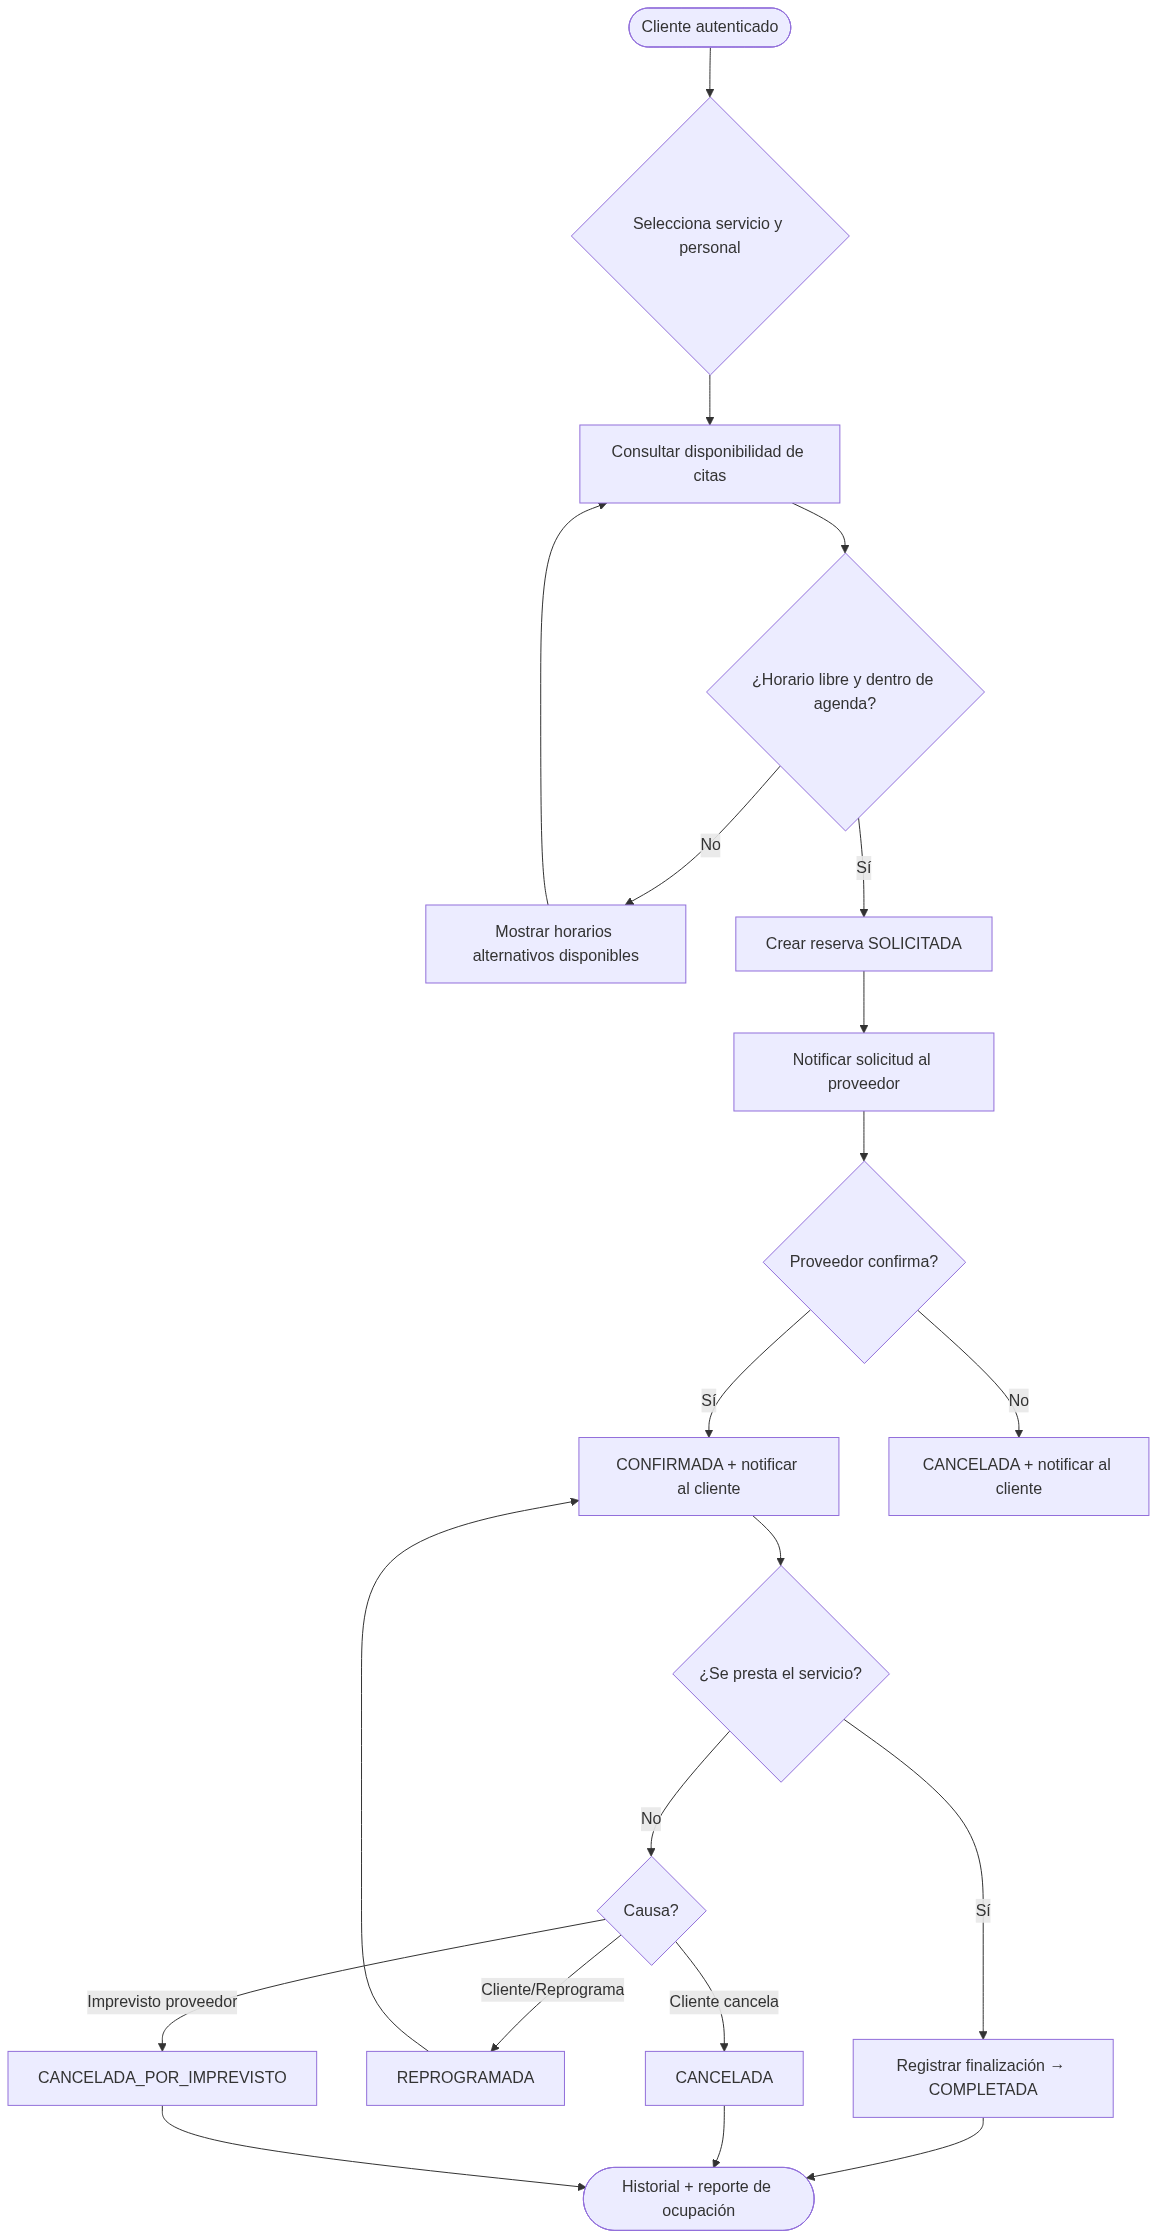 Cliente autenticado
Selecciona servicio y
personal
Consultar disponibilidad de
citas
¿Horario libre y dentro de
agenda?
No
Sí
Mostrar horarios
alternativos disponibles
Crear reserva SOLICITADA
Notificar solicitud al
proveedor
Proveedor confirma?
Sí
No
CONFIRMADA + notificar
al cliente
CANCELADA + notificar al
cliente
¿Se presta el servicio?
No
Causa?
Sí
Imprevisto proveedor
Cliente/Reprograma
Cliente cancela
CANCELADA_POR_IMPREVISTO
REPROGRAMADA
CANCELADA
Registrar finalización →
COMPLETADA
Historial + reporte de
ocupación